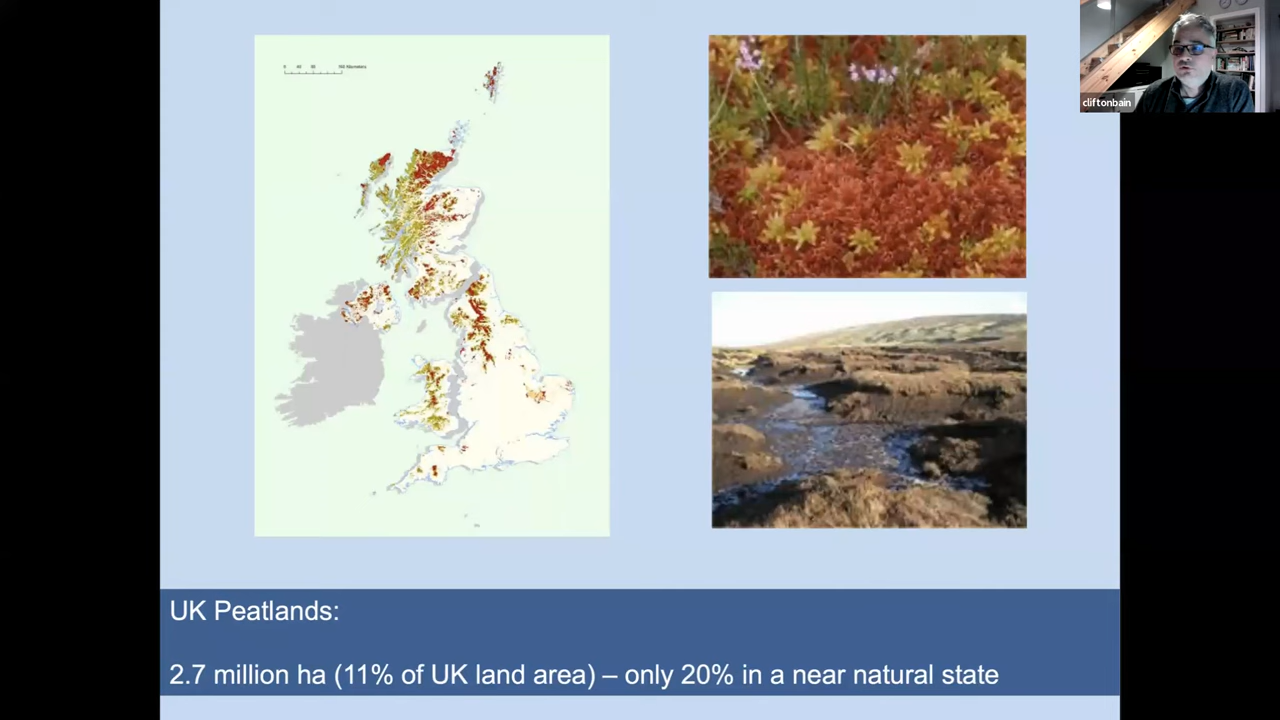 cliftonbain
UK Peatlands:
2.7 million ha (11% of UK land area) – only 20% in a near natural state